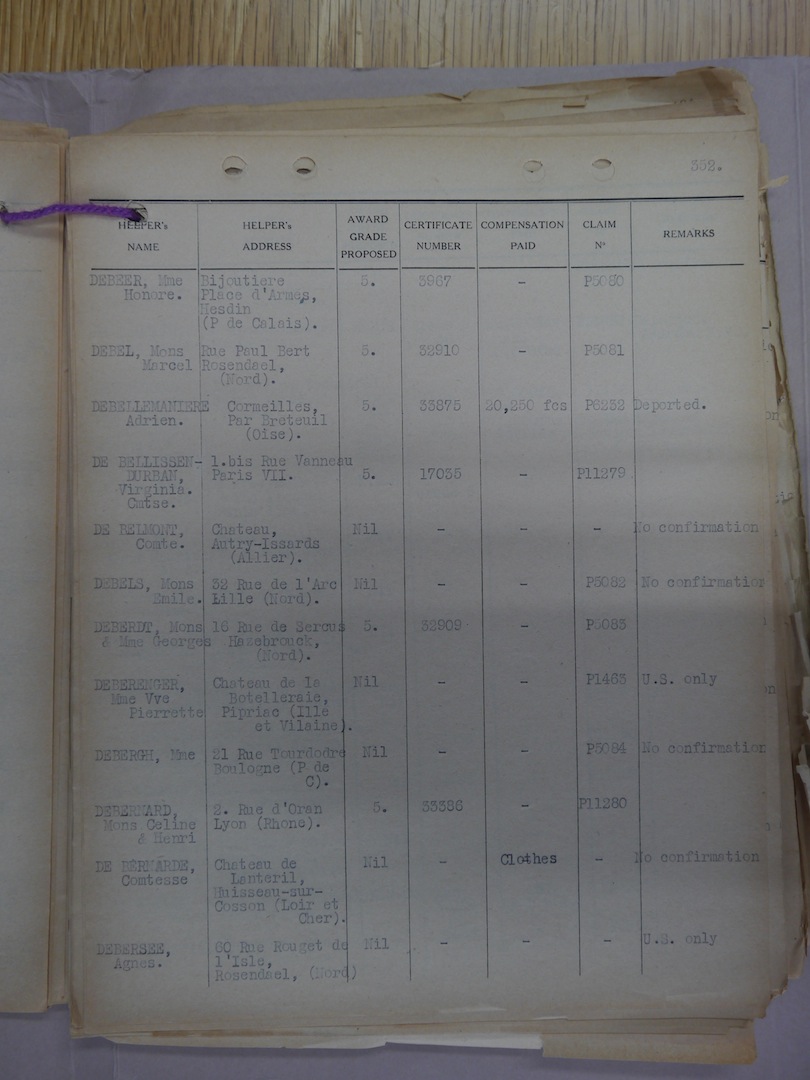 352.
HELPER's NAME HELPER's ADDRESS AWARD GRADE PROPOSED CERTIFICATE NUMBER COMPENSATION PAID CLAIM Nº REMARKS
DEBEER, Mme Bijoutiere 5. 3987 - P5080
Honore. Place d'Armes,
Hesdin
(P de Calais).
DEBEL, Mons Rue Paul Bert 5. 32910 - P5081
Marcel Rosendael,
(Nord).
DEBELLEMANIERE Cormeilles, 5. 33875 20,250 fcs P6232 Deported.
Adrien. Par Breteuil
(Oise).
DE BELLISSEN- 1.bis Rue Vanneau
DURBAN, Paris VII. 5. 17035 - P11279
Virginia.
Cmtse.
DE BELMONT, Chateau, Nil - - - No confirmation
Comte. Autry-Issards
(Allier).
DEBELS, Mons 32 Rue de l'Arc Nil - - P5082 No confirmation
Emile. Lille (Nord).
DEBERDT, Mons 16 Rue de Sercus 5. 32909 - P5083
& Mme Georges Hazebrouck,
(Nord).
DEBERENGER, Chateau de la Nil - - P1463 U.S. only
Mme Vve Botelleraie,
Pierrette Pipriac (Ille
et Vilaine).
DEBERGH, Mme 21 Rue Tourdodre Nil - - P5084 No confirmation
Boulogne (P de
C).
DEBERNARD, 2. Rue d'Oran 5. 33386 - P11280
Mons Celine Lyon (Rhone).
& Henri
DE BERNARDE, Chateau de Nil - Clothes - No confirmation
Comtesse Lanteril,
Huisseau-sur-
Cosson (Loir et
Cher).
DEBERSEE, 60 Rue Rouget de Nil - - - U.S. only
Agnes. l'Isle,
Rosendael, (Nord)